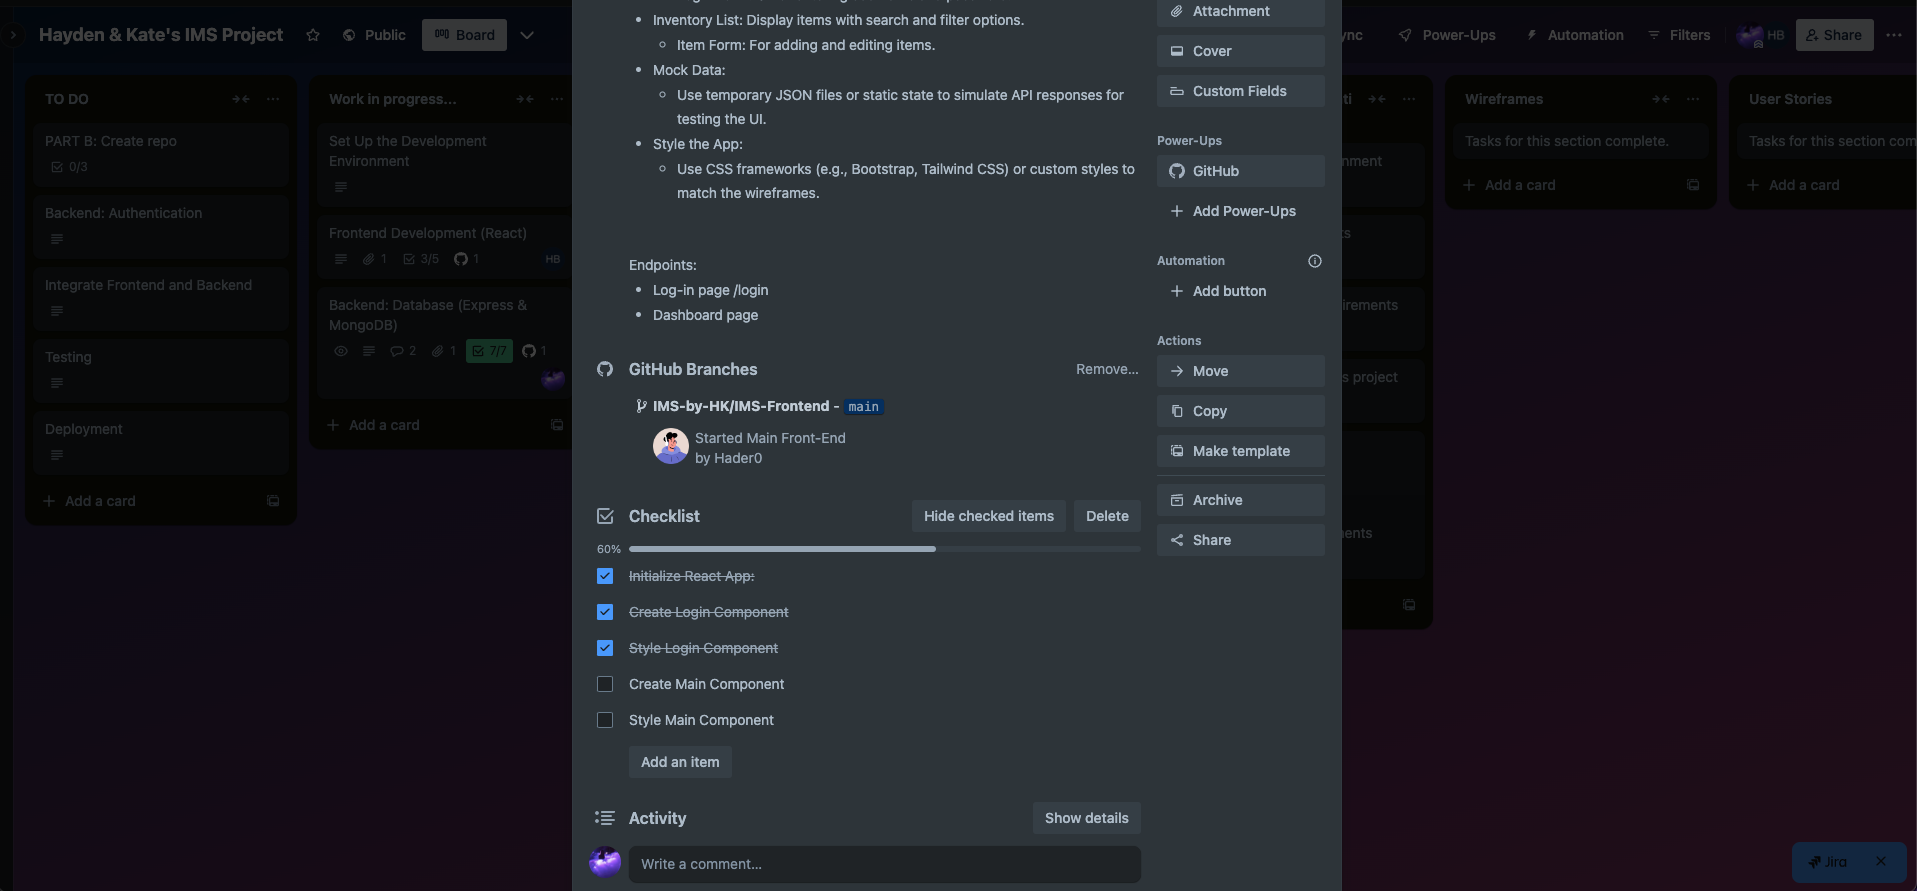 Hayden & Kate's IMS Project
Public
Board
Power-Ups
Automation
Filters
HB
Share
TO DO
PART B: Create repo
0/3
Backend: Authentication
Integrate Frontend and Backend
Testing
Deployment
Add a card
Work in progress...
Set Up the Development
Environment
Frontend Development (React)
1
3/5
1
HB
Backend: Database (Express &
MongoDB)
2
1
7/7
1
Add a card
Inventory List: Display items with search and filter options.
Item Form: For adding and editing items.
Mock Data:
Use temporary JSON files or static state to simulate API responses for
testing the UI.
Style the App:
Use CSS frameworks (e.g., Bootstrap, Tailwind CSS) or custom styles to
match the wireframes.
Endpoints:
Log-in page /login
Dashboard page
GitHub Branches
Remove...
IMS-by-HK/IMS-Frontend - main
Started Main Front-End
by Hader0
Checklist
Hide checked items
Delete
60%
Initialize React App:
Create Login Component
Style Login Component
Create Main Component
Style Main Component
Add an item
Activity
Show details
Write a comment...
Attachment
Cover
Custom Fields
Power-Ups
GitHub
Add Power-Ups
Automation
Add button
Actions
Move
Copy
Make template
Archive
Share
Wireframes
Tasks for this section complete.
Add a card
User Stories
Tasks for this section com
Add a card
Jira